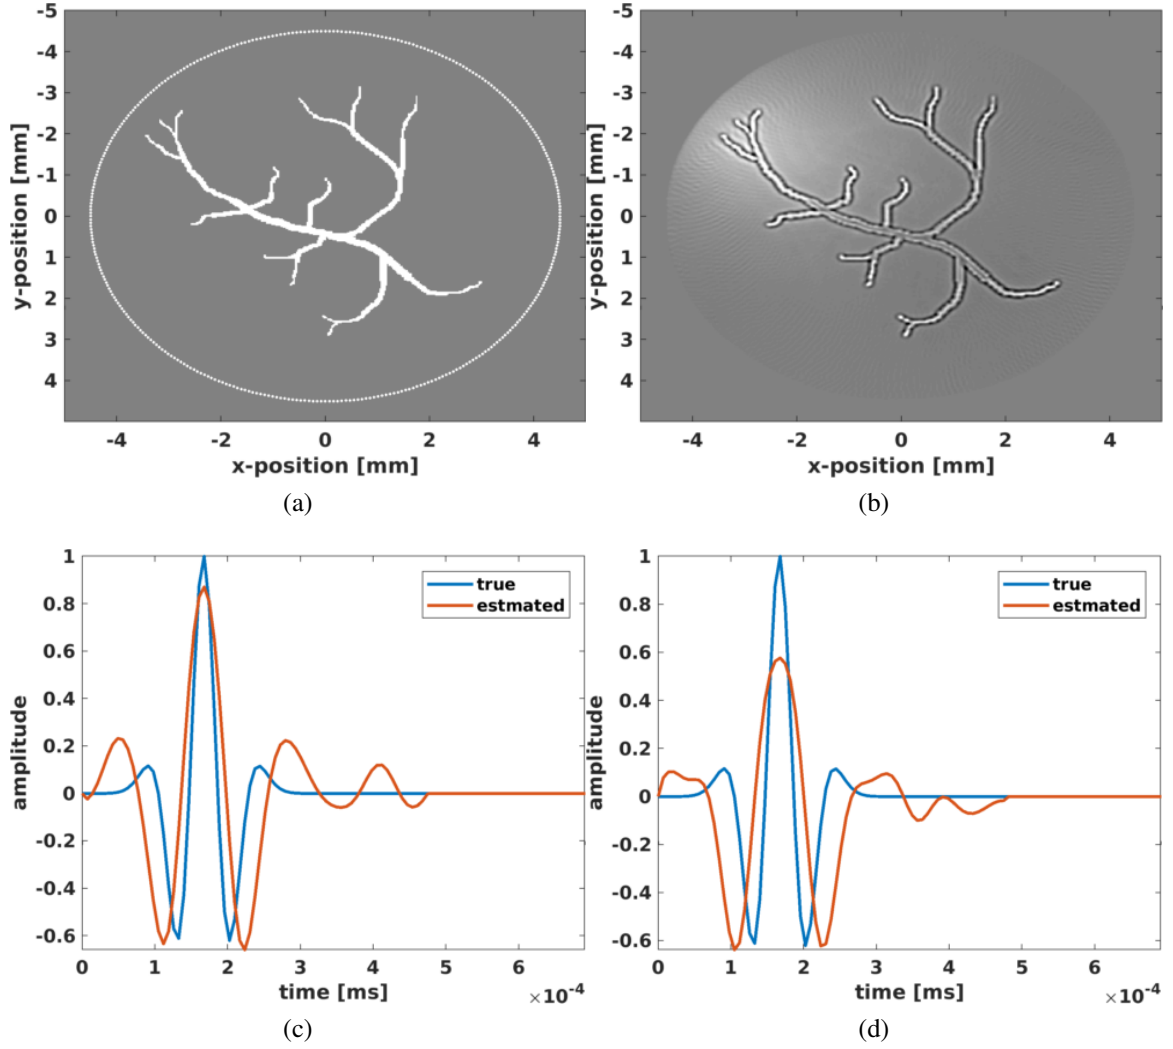 -5
-4
-3
-2
-1
0
1
2
3
4
y-position [mm]
-4 -2 0 2 4
x-position [mm]
(a)
-5
-4
-3
-2
-1
0
1
2
3
4
y-position [mm]
-4 -2 0 2 4
x-position [mm]
(b)
1
0.8
0.6
0.4
0.2
0
-0.2
-0.4
-0.6
amplitude
true
estmated
0 1 2 3 4 5 6
time [ms]
×10-4
(c)
1
0.8
0.6
0.4
0.2
0
-0.2
-0.4
-0.6
amplitude
true
estmated
0 1 2 3 4 5 6
time [ms]
×10-4
(d)